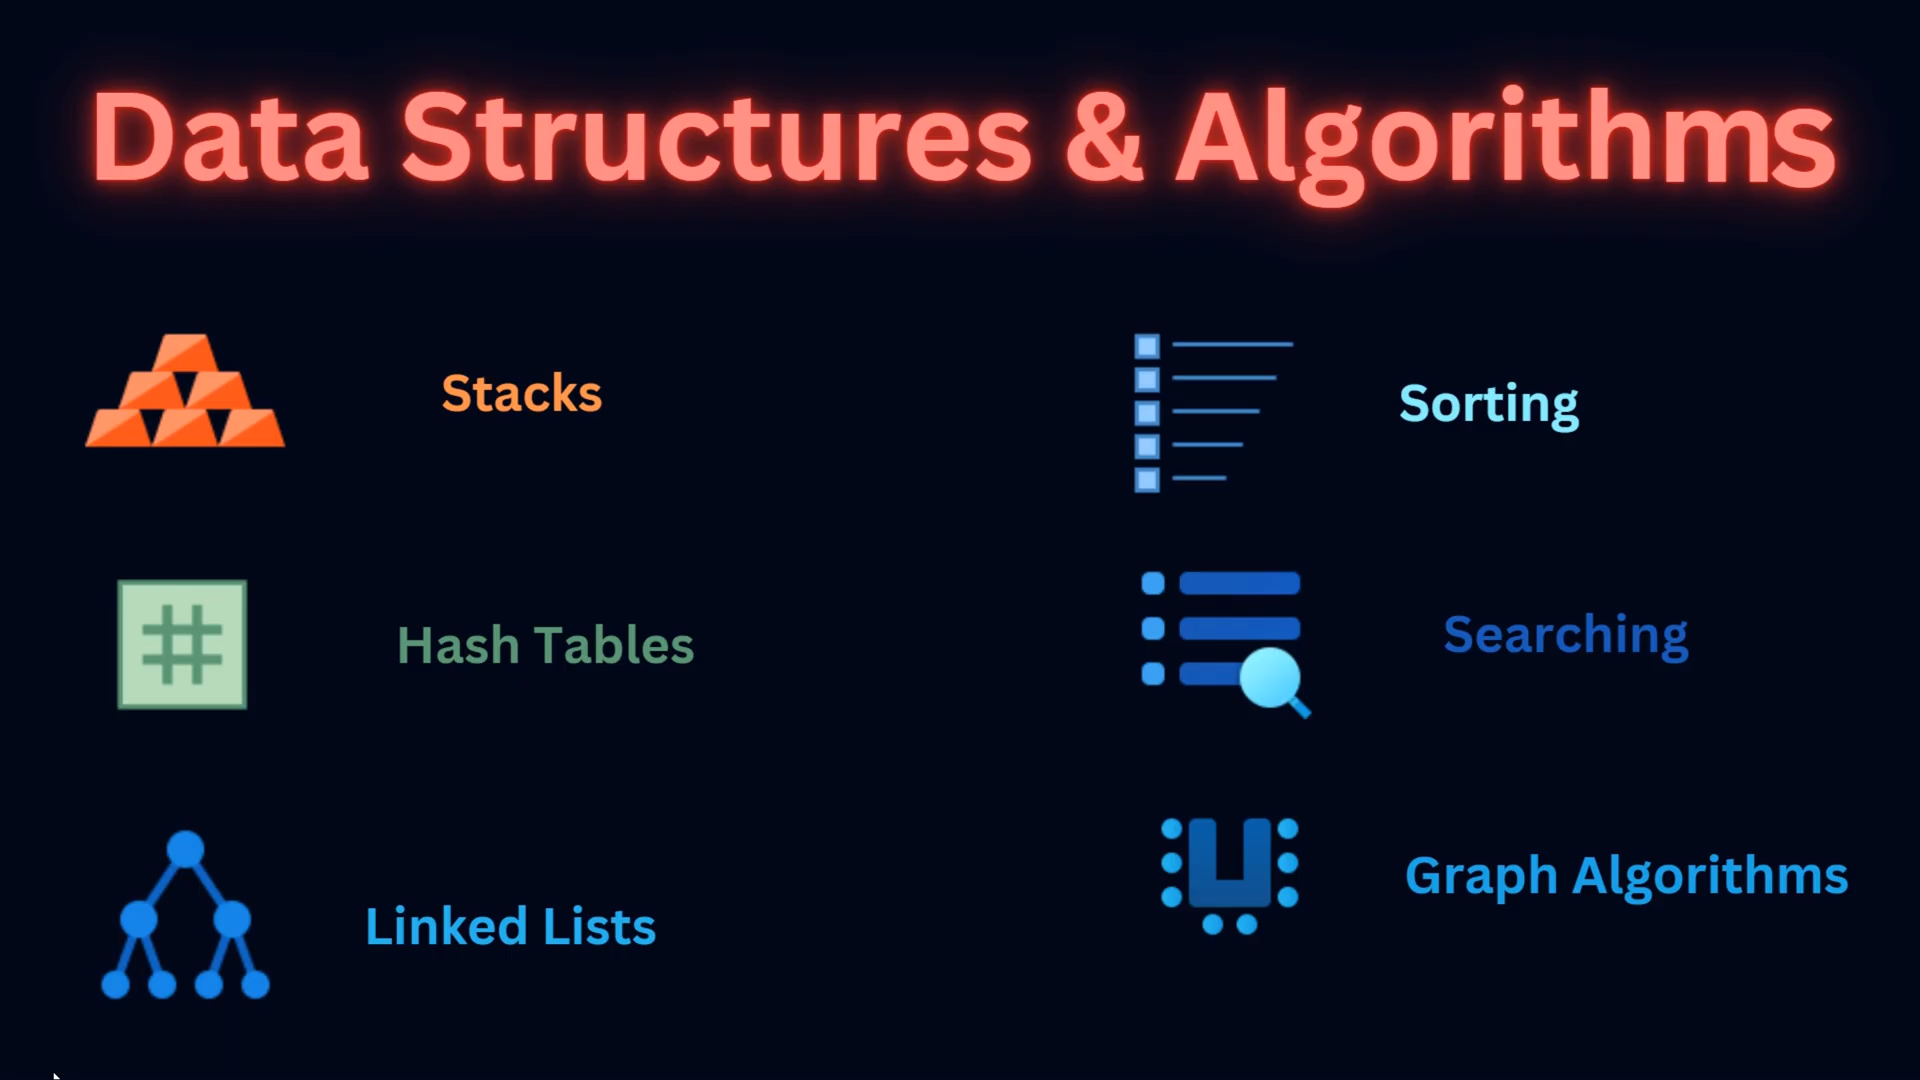 Data Structures & Algorithms
Stacks
Hash Tables
Linked Lists
Sorting
Searching
Graph Algorithms